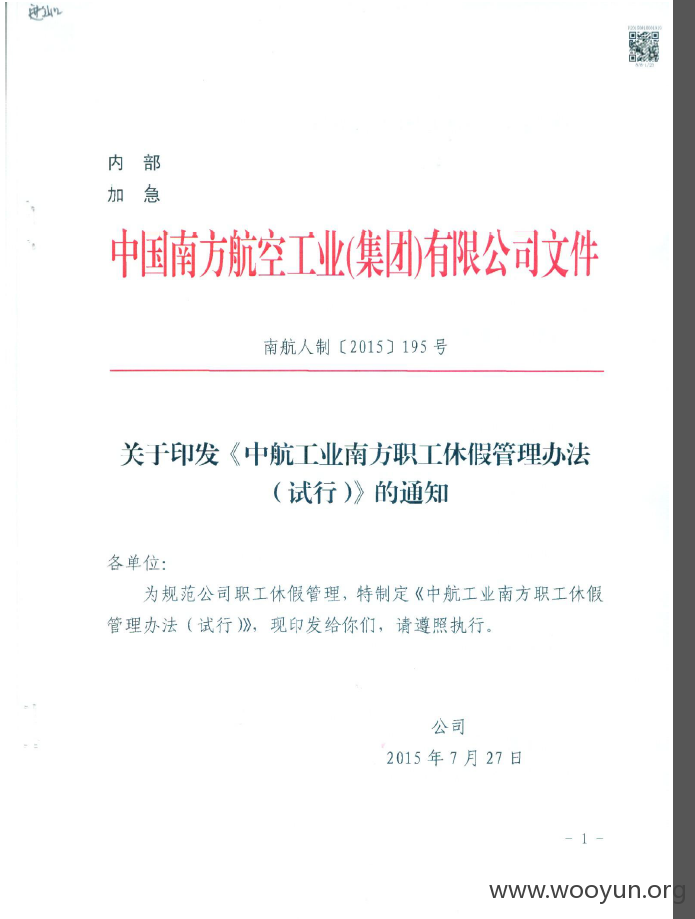 内 部
加 急
中国南方航空工业(集团)有限公司文件
南航人制〔2015〕195 号
关于印发《中航工业南方职工休假管理办法
（试行）》的通知
各单位：
为规范公司职工休假管理，特制定《中航工业南方职工休假
管理办法（试行）》，现印发给你们，请遵照执行。
公司
2015 年 7 月 27 日
- 1 -
www.wooyun.org